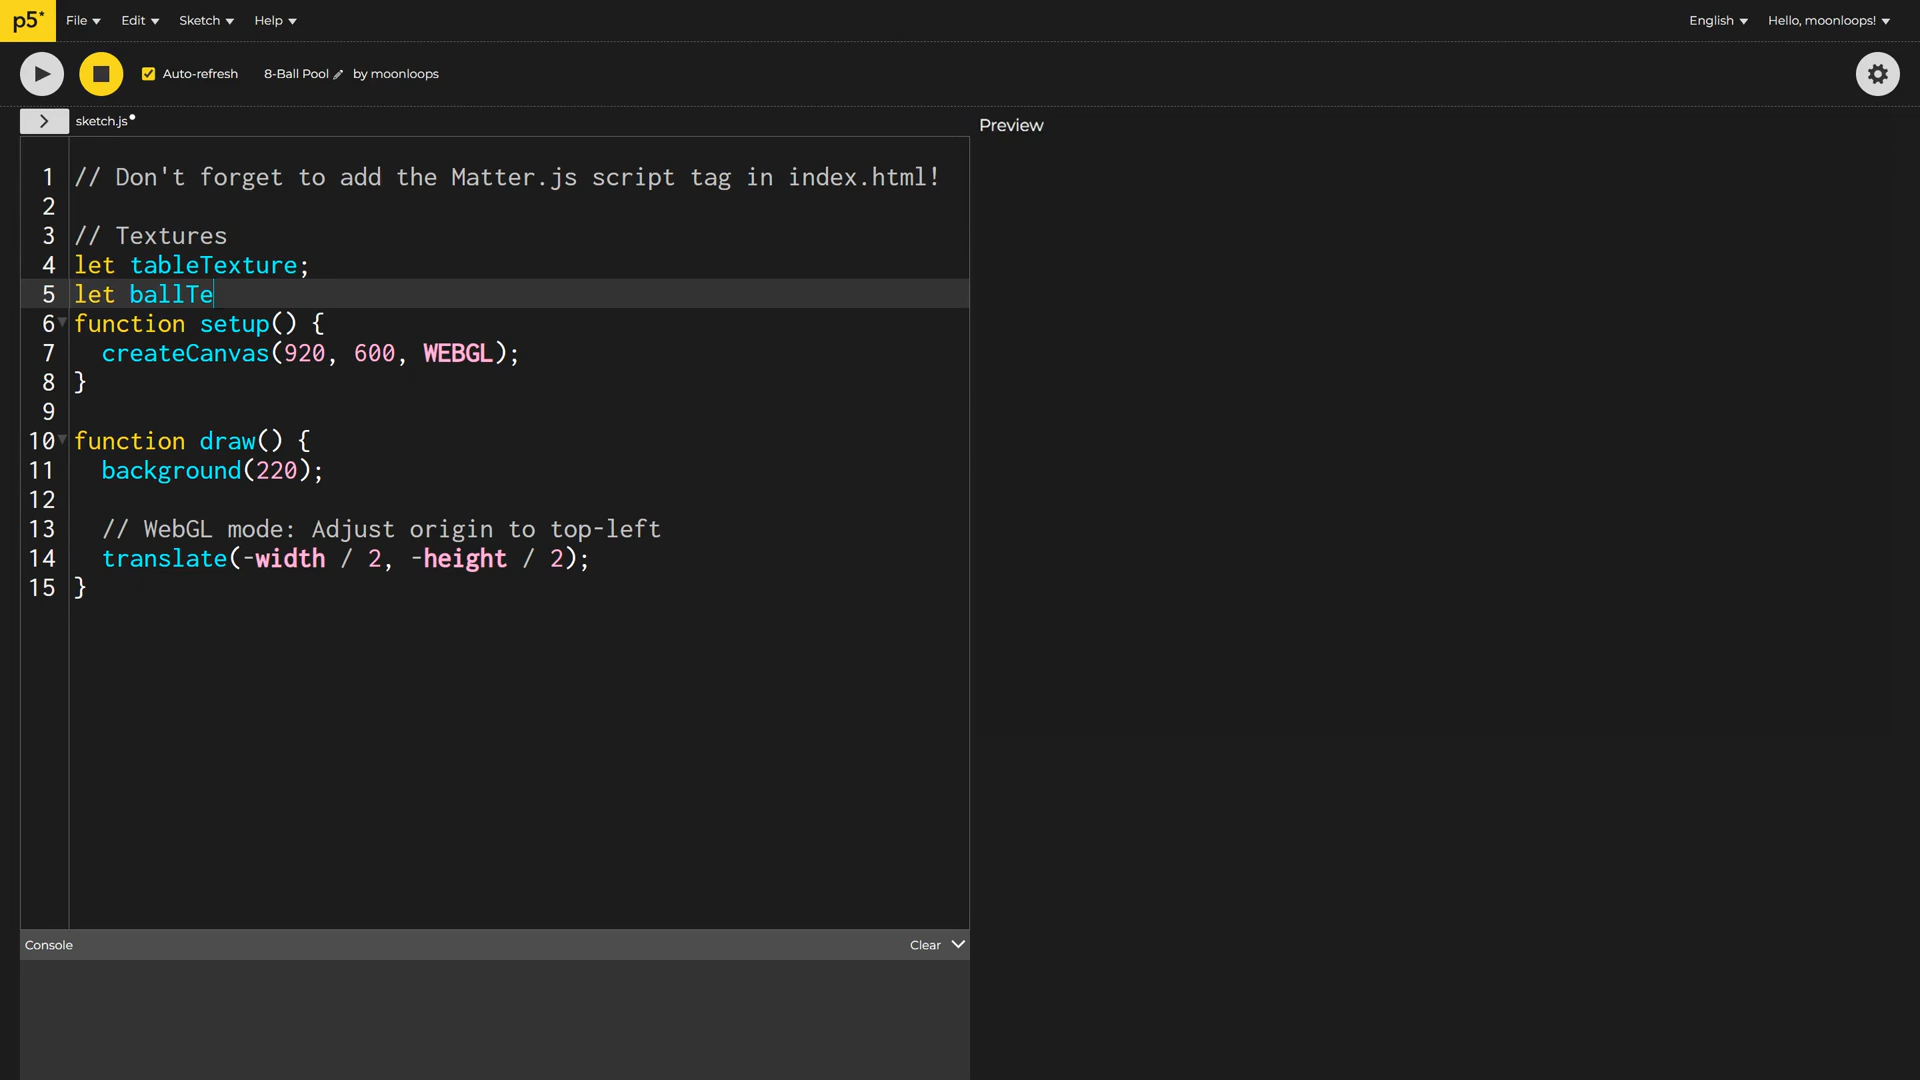 p5* File Edit Sketch Help English Hello, moonloops!
Auto-refresh 8-Ball Pool by moonloops
sketch.js Preview
1 // Don't forget to add the Matter.js script tag in index.html!
2
3 // Textures
4 let tableTexture;
5 let ballTe
6 function setup() {
7 createCanvas(920, 600, WEBGL);
8 }
9
10 function draw() {
11 background(220);
12
13 // WebGL mode: Adjust origin to top-left
14 translate(-width / 2, -height / 2);
15 }
Console Clear